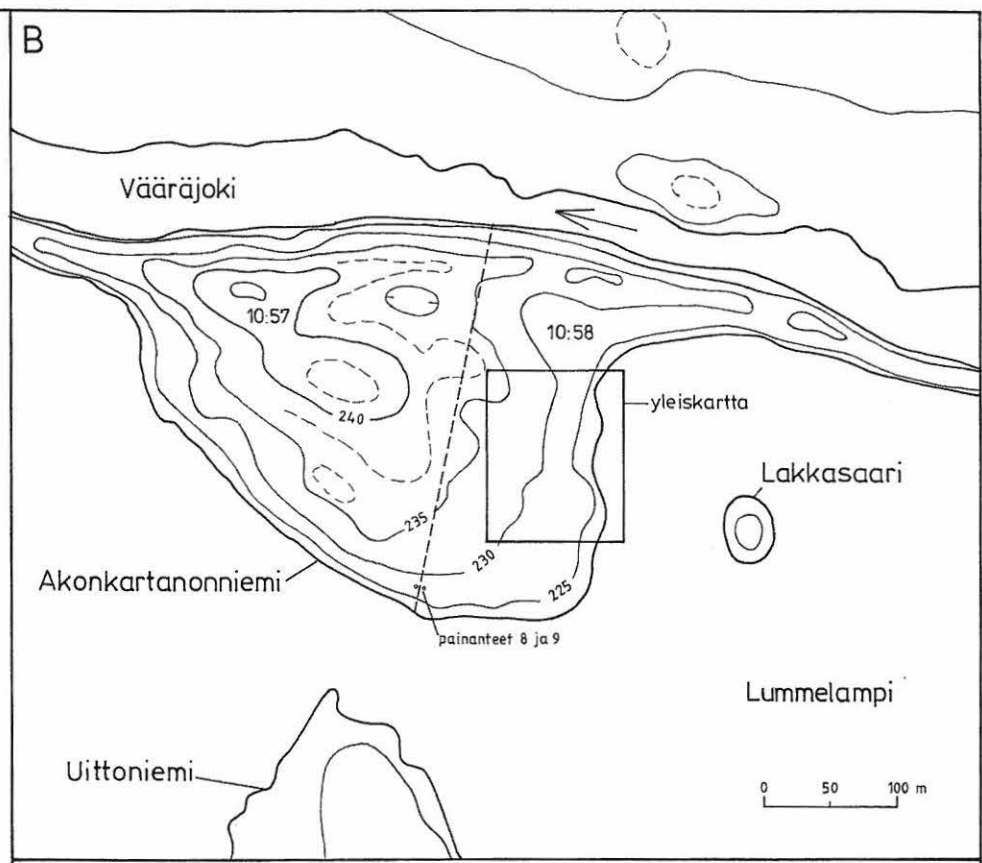 B
Vääräjoki
10:57
10:58
240
yleiskartta
Lakkasaari
235
230
225
Akonkartanonniemi
painanteet 8 ja 9
Lummelampi
Uittoniemi
0 50 100 m